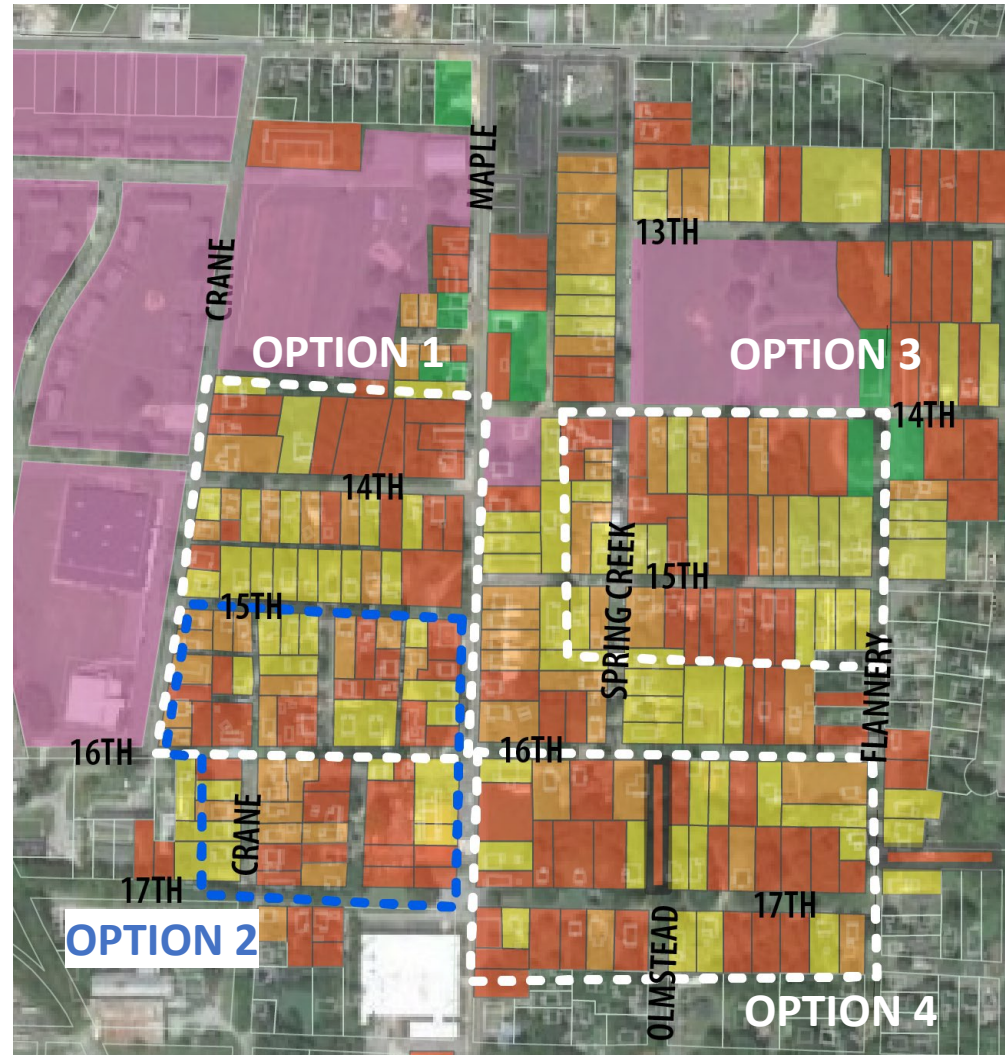 MAPLE
13TH
CRANE
OPTION 1
OPTION 3
14TH
14TH
SPRING CREEK
15TH
15TH
FLANNERY
16TH
16TH
CRANE
17TH
17TH
OPTION 2
OLMSTEAD
OPTION 4